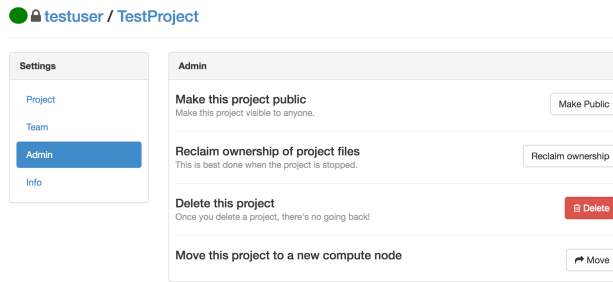 testuser / TestProject
Settings
Project
Team
Admin
Info
Admin
Make this project public
Make this project visible to anyone.
Make Public
Reclaim ownership of project files
This is best done when the project is stopped.
Reclaim ownership
Delete this project
Once you delete a project, there's no going back!
Delete
Move this project to a new compute node
Move